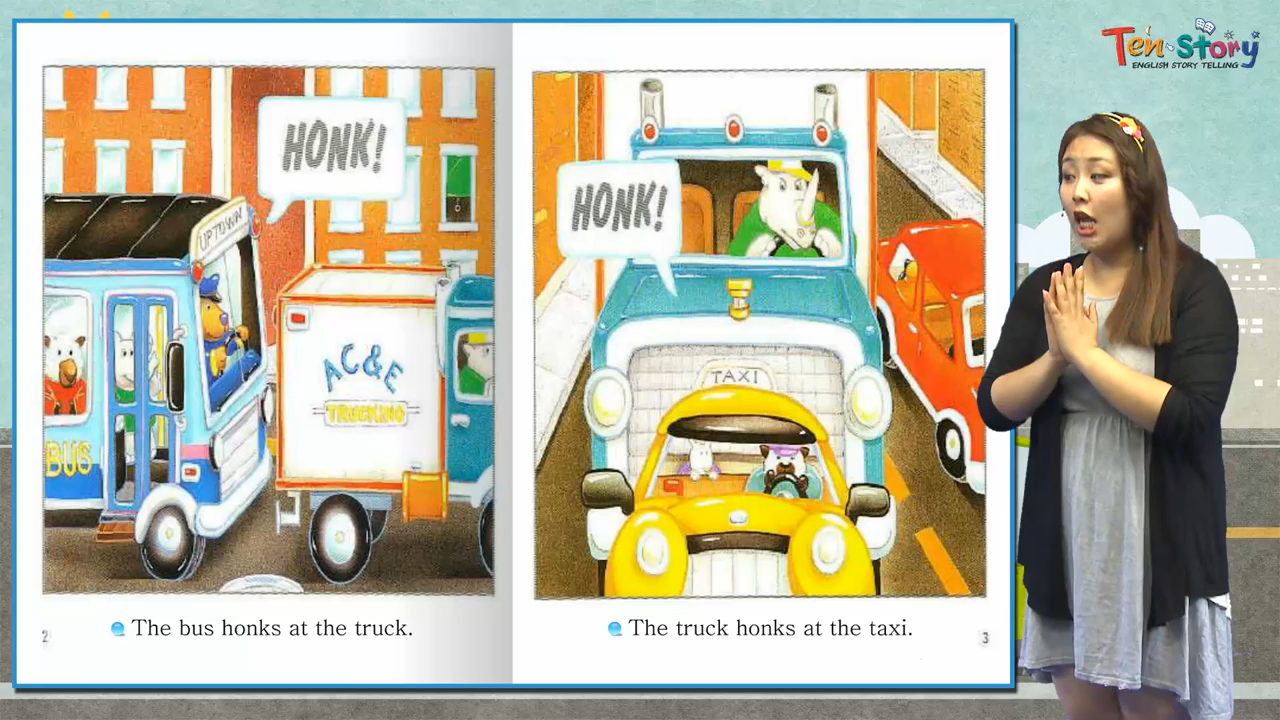 Ten Story
ENGLISH STORY TELLING
HONK!
UPTOWN
AC&E
TRUCKING
BUS
The bus honks at the truck.
2
HONK!
TAXI
The truck honks at the taxi.
3